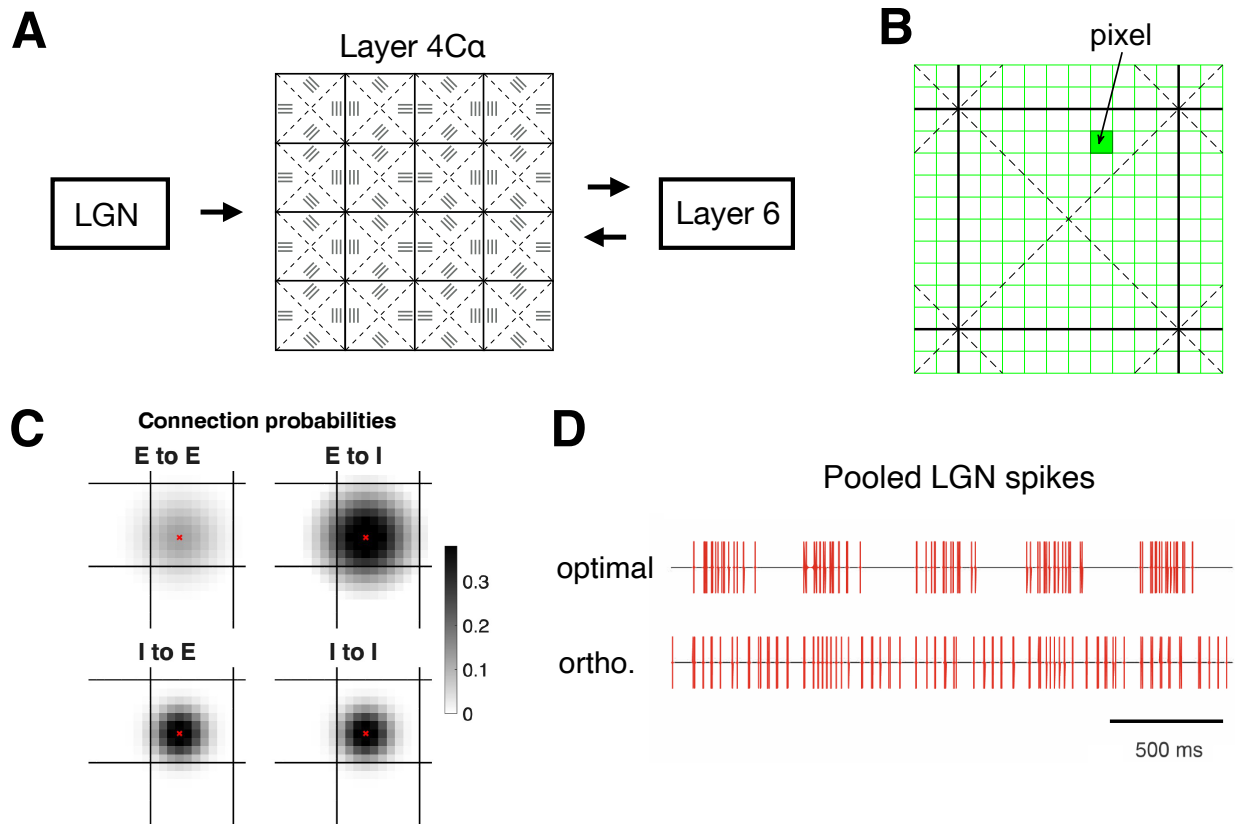 A
Layer 4Cα
LGN
Layer 6
B
pixel
C
Connection probabilities
E to E
E to I
I to E
I to I
0.3
0.2
0.1
0
D
Pooled LGN spikes
optimal
ortho.
500 ms